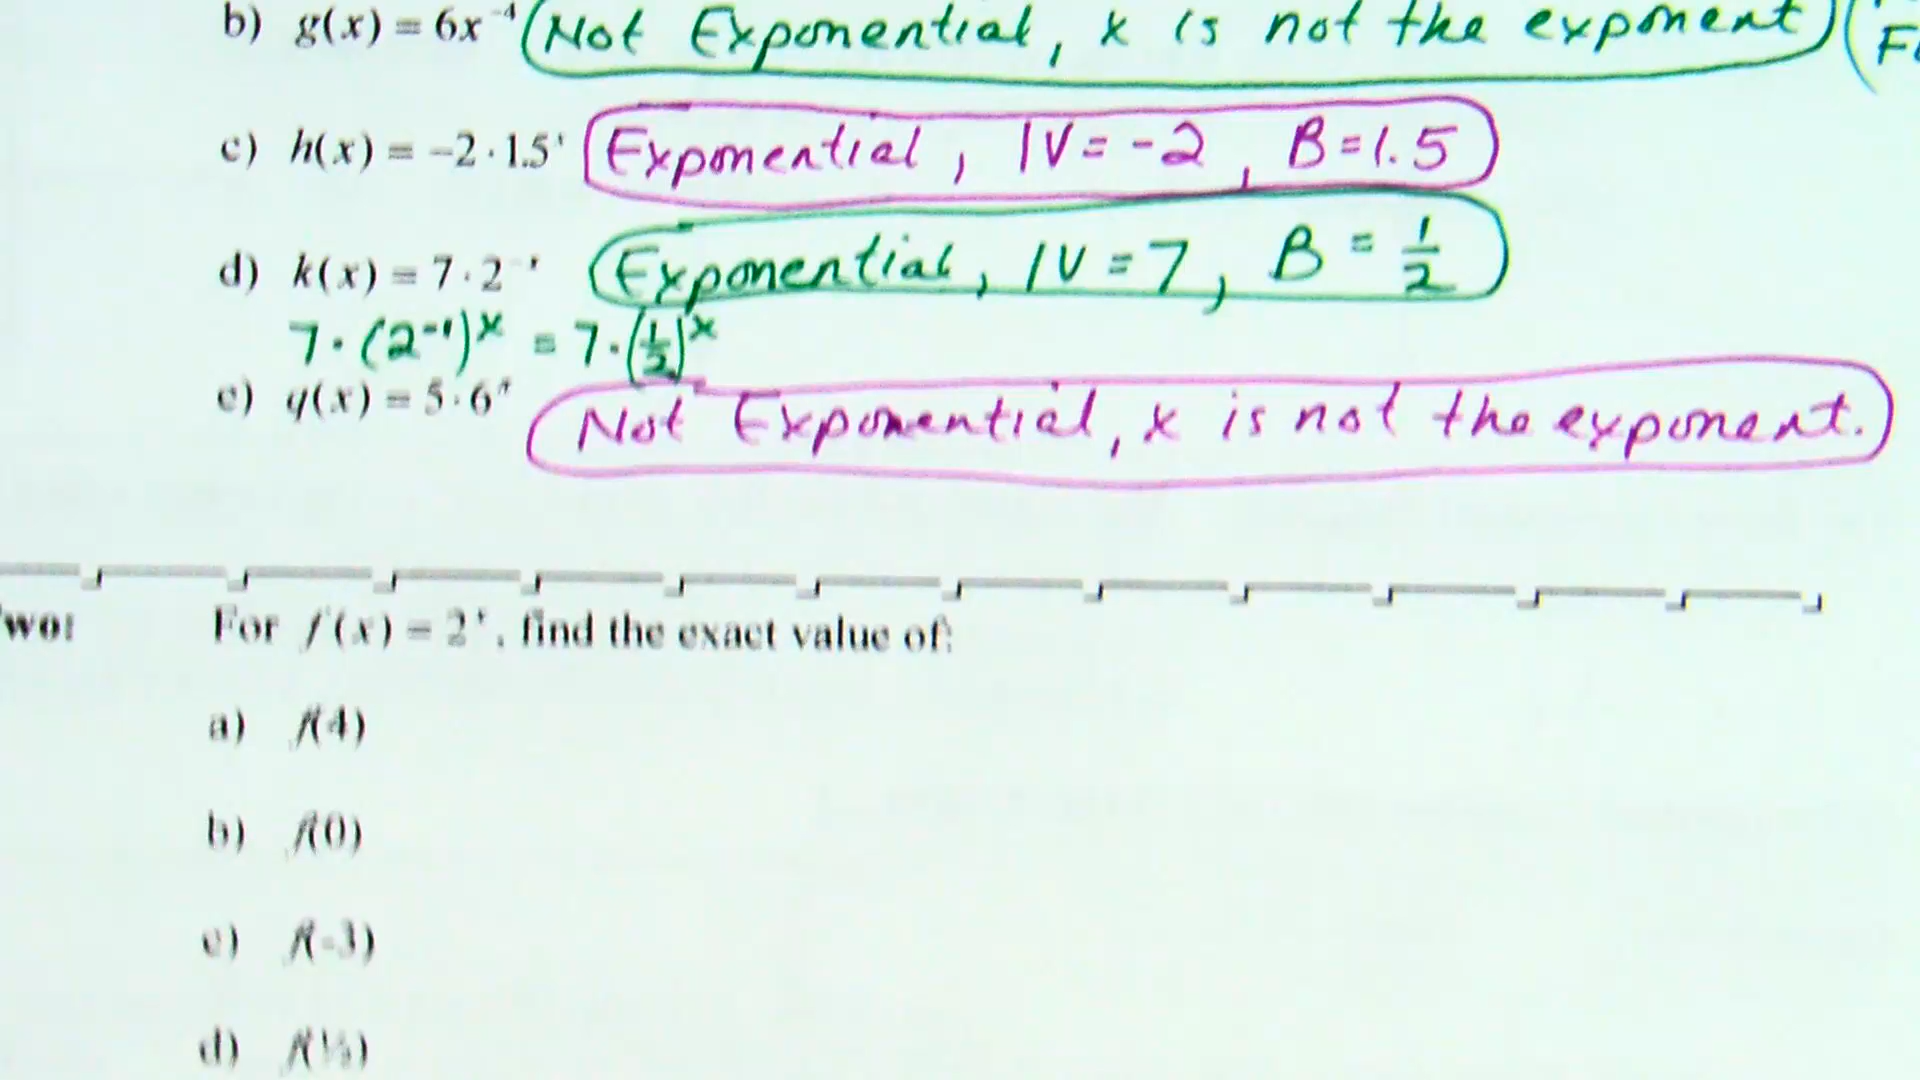 b) g(x) = 6x⁻⁴ Not Exponential, x is not the exponent
c) h(x) = –2 · 1.5ˣ Exponential, IV = -2, B = 1.5
d) k(x) = 7 · 2⁻ˣ Exponential, IV = 7, B = 1/2
7·(2⁻¹)ˣ = 7·(1/2)ˣ
e) q(x) = 5 · 6 Not Exponential, x is not the exponent.
wo: For f(x) = 2ˣ, find the exact value of:
a) f(4)
b) f(0)
c) f(-3)
d)